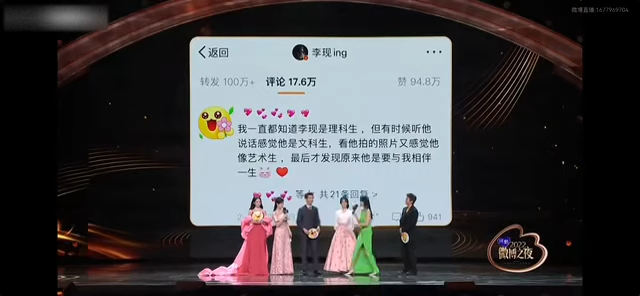 微博直播:1677969704
返回
李现ing
转发 100万+ 评论 17.6万 赞 94.8万
我一直都知道李现是理科生，但有时候听他
说话感觉他是文科生，看他拍的照片又感觉他
像艺术生，最后才发现原来他是要与我相伴
一生
共21条回复 >
941
2022
微博之夜